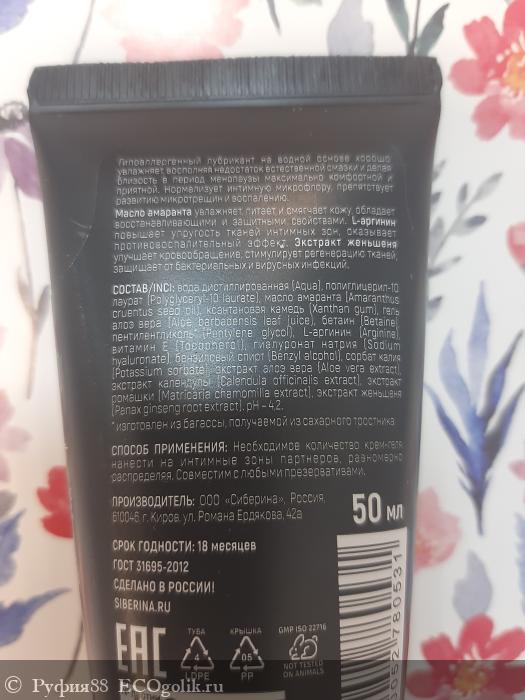 Гипоаллергенный лубрикант на водной основе хорошо
увлажняет, восполняя недостаток естественной смазки и делая
близость в период менопаузы максимально комфортной и
приятной. Нормализует интимную микрофлору, препятствует
развитию микротрещин и воспалению.
Масло амаранта увлажняет, питает и смягчает кожу, обладает
восстанавливающими и защитными свойствами. L-аргинин
повышает упругость тканей интимных зон, оказывает
противовоспалительный эффект. Экстракт женьшеня
улучшает кровообращение, стимулирует регенерацию тканей,
защищает от бактериальных и вирусных инфекций.
СОСТАВ/INCI: вода дистиллированная (Aqua), полиглицерил-10
лаурат (Polyglyceryl-10 laurate), масло амаранта (Amaranthus
cruentus seed oil), ксантановая камедь (Xanthan gum), гель
алоэ вера (Aloe barbadensis leaf juice), бетаин (Betaine),
пентиленгликоль* (Pentylene glycol), L-аргинин (Arginine),
витамин Е (Tocopherol), гиалуронат натрия (Sodium
hyaluronate), бензиловый спирт (Benzyl alcohol), сорбат калия
(Potassium sorbate), экстракт алоэ вера (Aloe vera extract),
экстракт календулы (Calendula officinalis extract), экстракт
ромашки (Matricaria chamomilla extract), экстракт женьшеня
(Panax ginseng root extract). pH – 4,2.
*изготовлен из багассы, получаемой из сахарного тростника
СПОСОБ ПРИМЕНЕНИЯ: Необходимое количество крем-геля
нанести на интимные зоны партнеров, равномерно
распределяя. Совместим с любыми презервативами.
ПРОИЗВОДИТЕЛЬ: ООО «Сиберина», Россия,
610046, г. Киров, ул. Романа Ердякова, 42а
50 мл
СРОК ГОДНОСТИ: 18 месяцев
ГОСТ 31695-2012
СДЕЛАНО В РОССИИ!
SIBERINA.RU
EAC
ТУБА
4
LDPE
КРЫШКА
05
PP
GMP ISO 22716
NOT TESTED
ON ANIMALS
952780531
© Руфия88 ECOgolik.ru